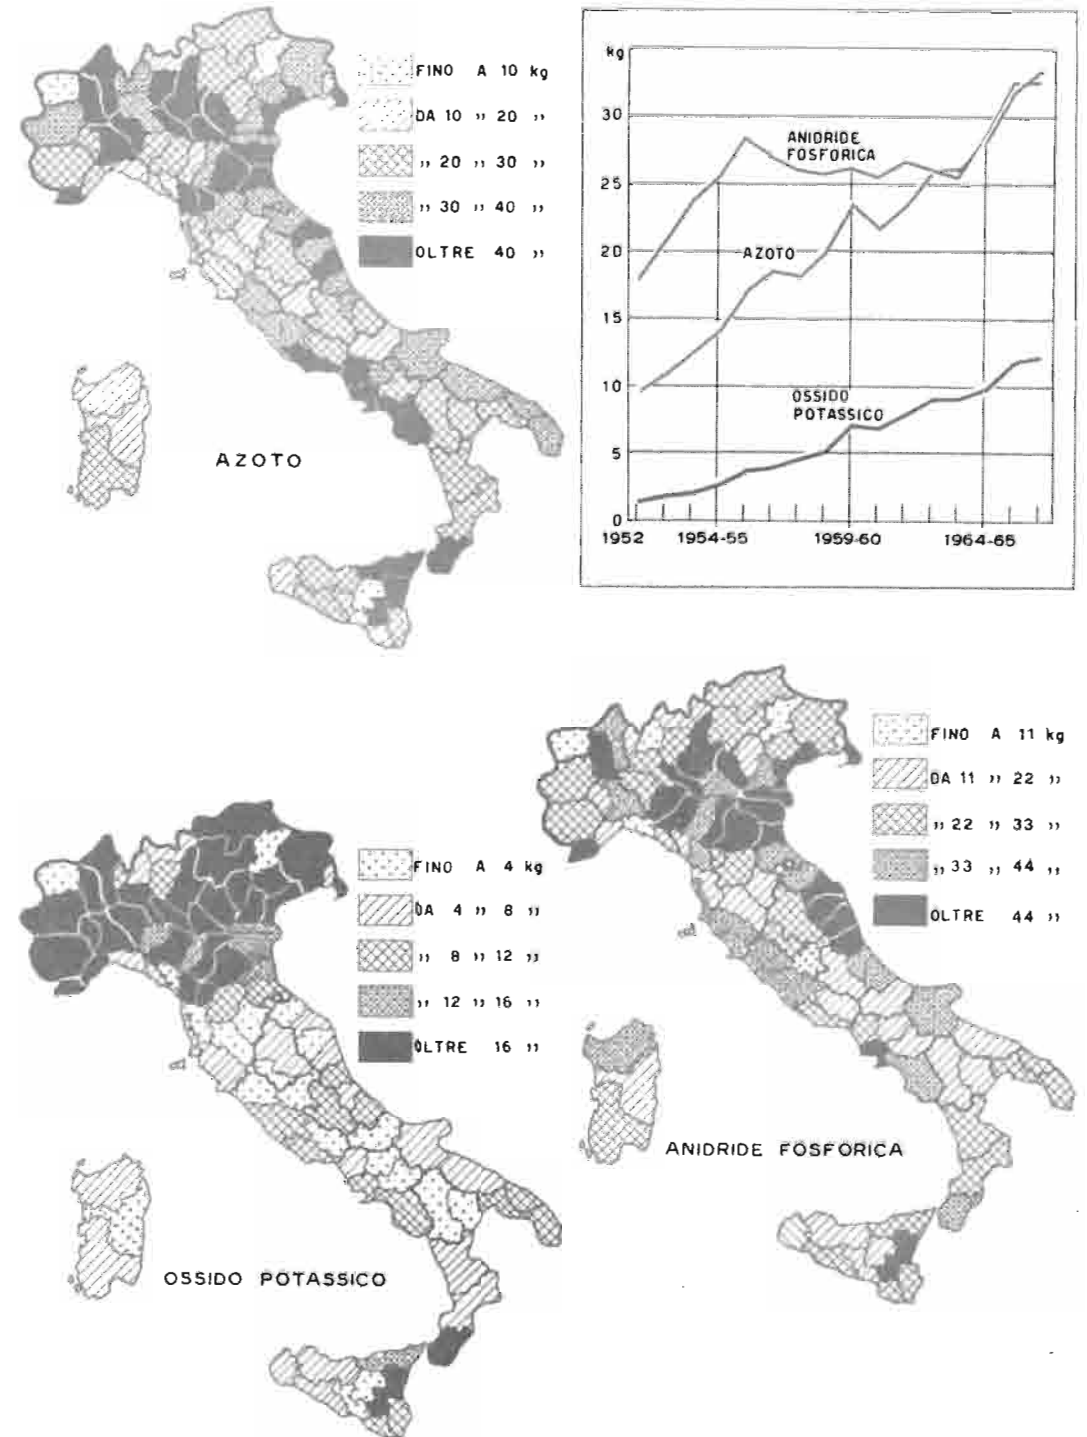 FINO A 10 kg
DA 10 ,, 20 ,,
,, 20 ,, 30 ,,
,, 30 ,, 40 ,,
OLTRE 40 ,,
AZOTO
kg
30
25
20
15
10
5
0
ANIDRIDE
FOSFORICA
AZOTO
OSSIDO
POTASSICO
1952 1954-55 1959-60 1964-65
FINO A 11 kg
DA 11 ,, 22 ,,
,, 22 ,, 33 ,,
,, 33 ,, 44 ,,
OLTRE 44 ,,
ANIDRIDE FOSFORICA
FINO A 4 kg
DA 4 ,, 8 ,,
,, 8 ,, 12 ,,
,, 12 ,, 16 ,,
OLTRE 16 ,,
OSSIDO POTASSICO